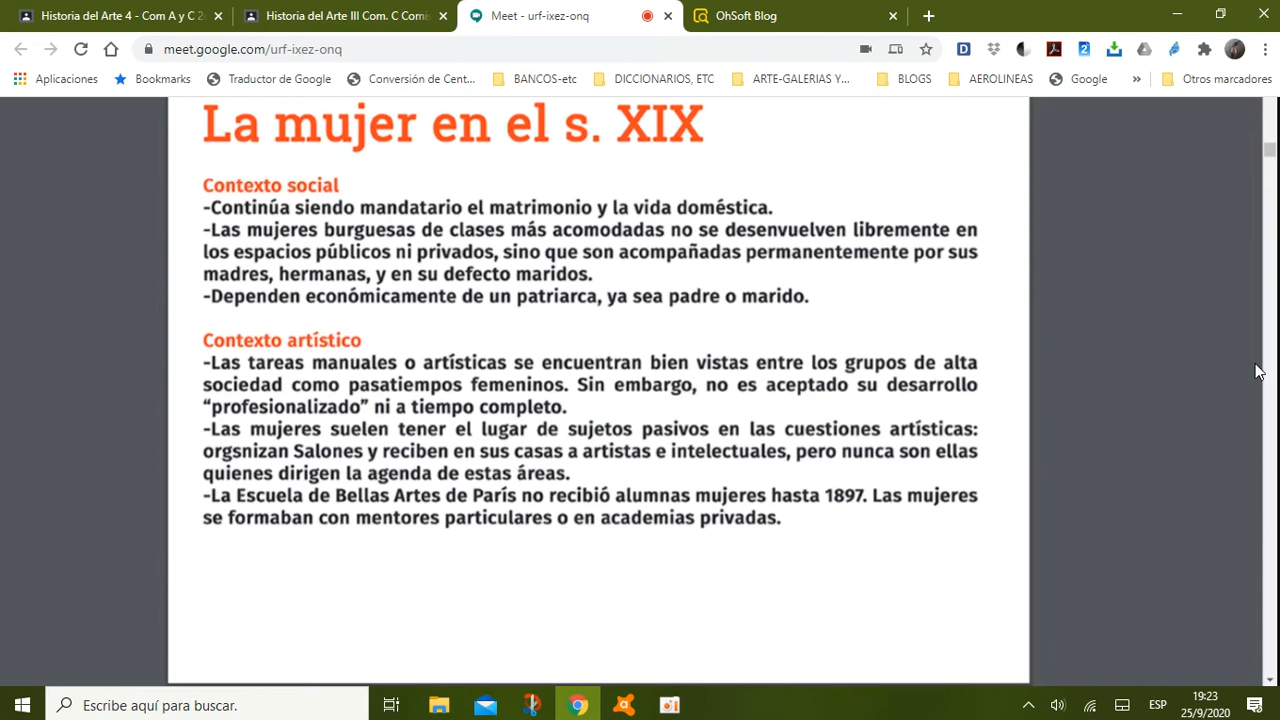 Historia del Arte 4 - Com A y C 2
Historia del Arte III Com. C Comis
Meet - urf-ixez-onq
OhSoft Blog
meet.google.com/urf-ixez-onq
Aplicaciones
Bookmarks
Traductor de Google
Conversión de Gent...
BANCOS-etc
DICCIONARIOS, ETC
ARTE-GALERIAS Y...
BLOGS
AEROLINEAS
Google
Otros marcadores
La mujer en el s. XIX
Contexto social
-Continúa siendo mandatario el matrimonio y la vida doméstica.
-Las mujeres burguesas de clases más acomodadas no se desenvuelven libremente en
los espacios públicos ni privados, sino que son acompañadas permanentemente por sus
madres, hermanas, y en su defecto maridos.
-Dependen económicamente de un patriarca, ya sea padre o marido.
Contexto artístico
-Las tareas manuales o artísticas se encuentran bien vistas entre los grupos de alta
sociedad como pasatiempos femeninos. Sin embargo, no es aceptado su desarrollo
“profesionalizado” ni a tiempo completo.
-Las mujeres suelen tener el lugar de sujetos pasivos en las cuestiones artísticas:
orgsnizan Salones y reciben en sus casas a artistas e intelectuales, pero nunca son ellas
quienes dirigen la agenda de estas áreas.
-La Escuela de Bellas Artes de París no recibió alumnas mujeres hasta 1897. Las mujeres
se formaban con mentores particulares o en academias privadas.
Escribe aquí para buscar.
ESP
19:23
25/9/2020